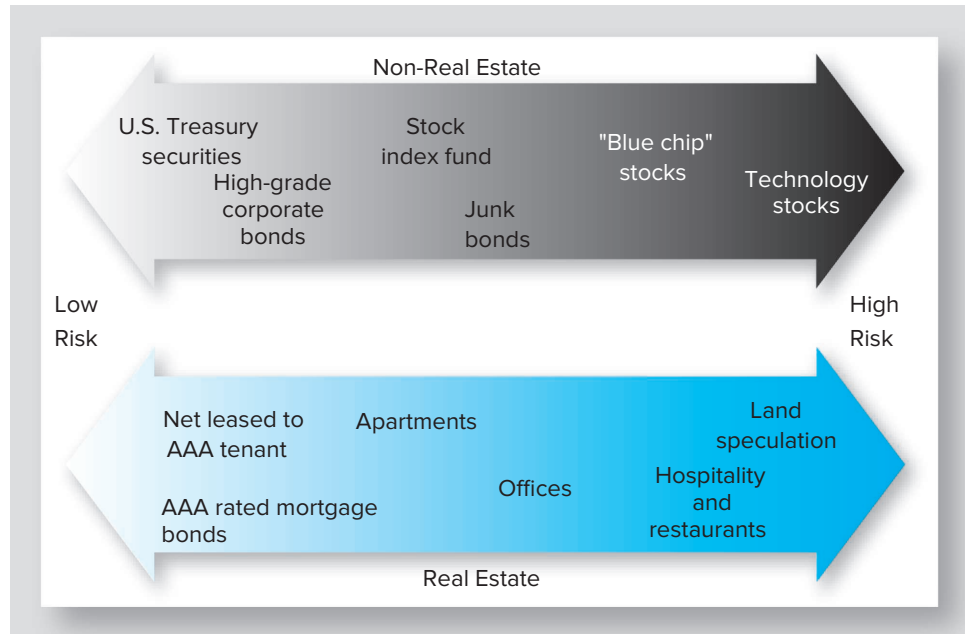 Non-Real Estate
U.S. Treasury
securities
High-grade
corporate
bonds
Stock
index fund
Junk
bonds
"Blue chip"
stocks
Technology
stocks
Low
Risk
High
Risk
Net leased to
AAA tenant
AAA rated mortgage
bonds
Apartments
Offices
Land
speculation
Hospitality
and
restaurants
Real Estate